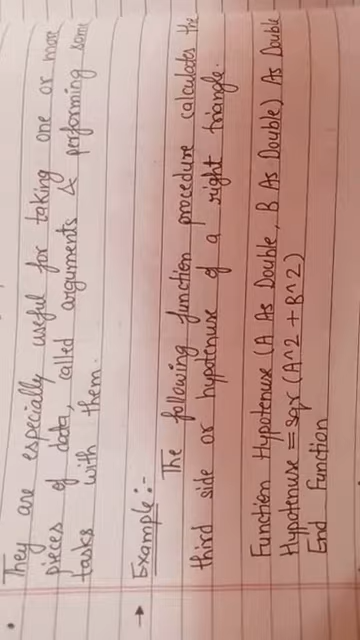 • They are especially useful for taking one or more
pieces of data, called arguments & performing some
tasks with them.
→ Example:-
The following function procedure calculates the
third side or hypotenuse of a right triangle.
Function Hypotenuse (A As Double, B As Double) As Double
Hypotenuse = sqr (A^2 + B^2)
End Function